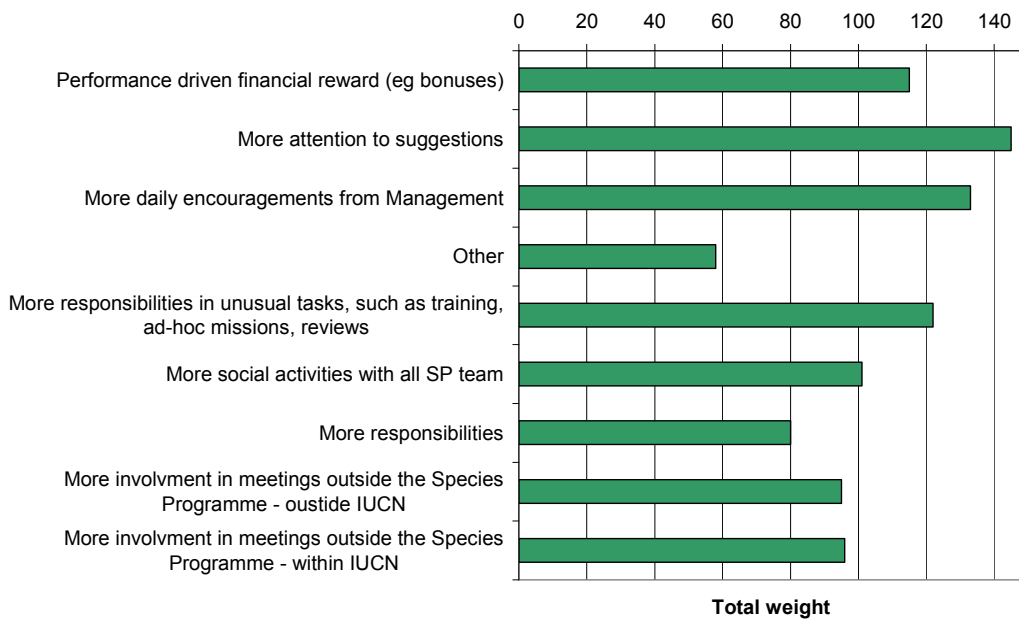 0 20 40 60 80 100 120 140
Performance driven financial reward (eg bonuses)
More attention to suggestions
More daily encouragements from Management
Other
More responsibilities in unusual tasks, such as training,
ad-hoc missions, reviews
More social activities with all SP team
More responsibilities
More involvment in meetings outside the Species
Programme - oustide IUCN
More involvment in meetings outside the Species
Programme - within IUCN
Total weight